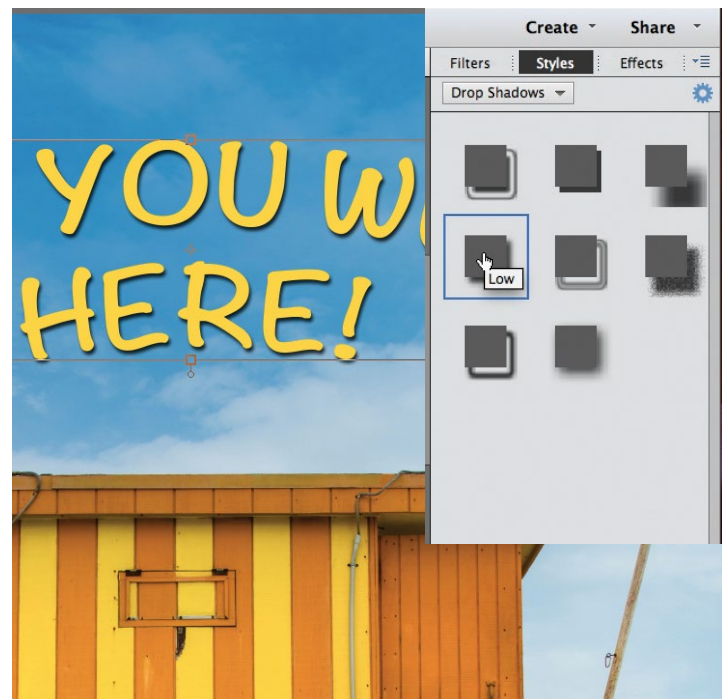 Create Share
Filters Styles Effects
Drop Shadows
YOU W
Low
HERE!